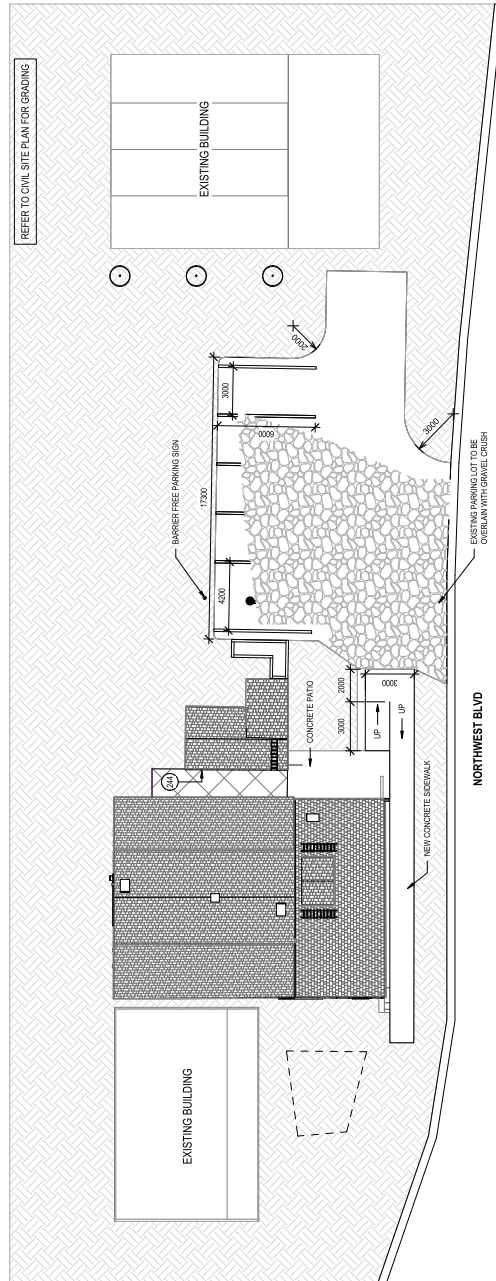 REFER TO CIVIL SITE PLAN FOR GRADING
EXISTING BUILDING
2000
3000
6000
17300
BARRIER FREE PARKING SIGN
4200
3000
EXISTING PARKING LOT TO BE
OVERLAIN WITH GRAVEL CRUSH
2000
3000
3000
UP
UP
CONCRETE PATIO
244
NEW CONCRETE SIDEWALK
NORTHWEST BLVD
EXISTING BUILDING